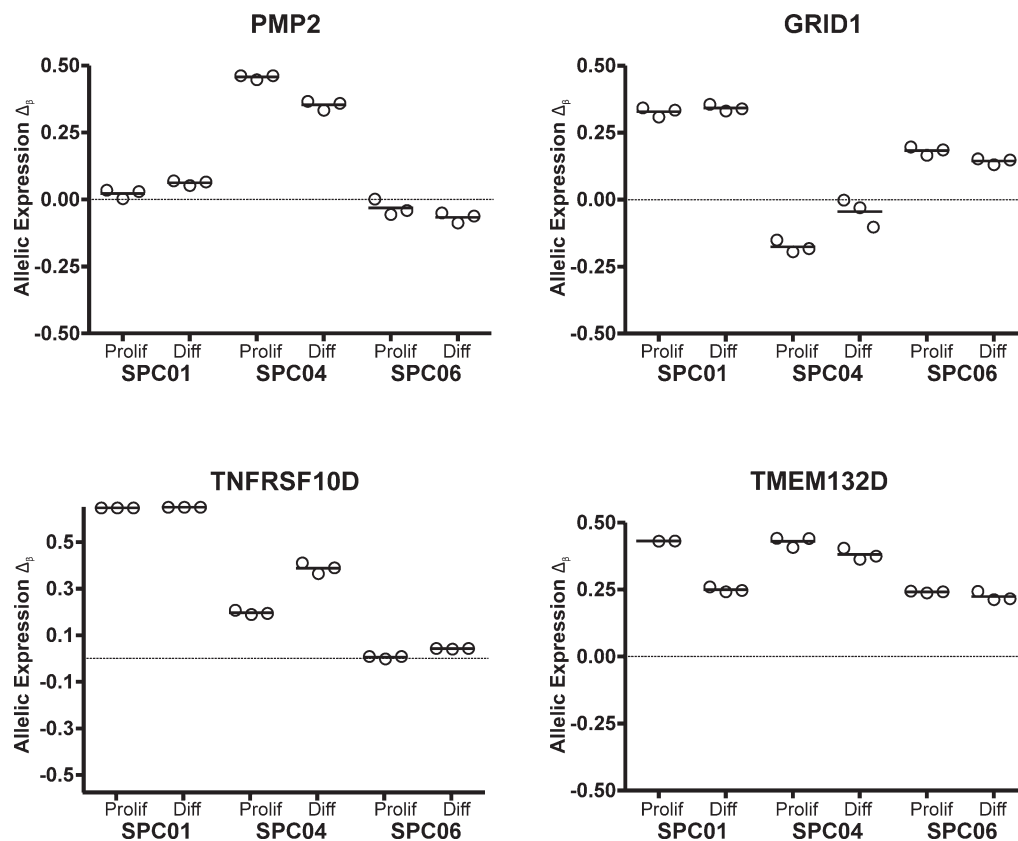 PMP2
Allelic Expression Δβ
0.50
0.25
0.00
-0.25
-0.50
Prolif Diff Prolif Diff Prolif Diff
SPC01 SPC04 SPC06
GRID1
Allelic Expression Δβ
0.50
0.25
0.00
-0.25
-0.50
Prolif Diff Prolif Diff Prolif Diff
SPC01 SPC04 SPC06
TNFRSF10D
Allelic Expression Δβ
0.5
0.3
0.1
-0.1
-0.3
-0.5
Prolif Diff Prolif Diff Prolif Diff
SPC01 SPC04 SPC06
TMEM132D
Allelic Expression Δβ
0.50
0.25
0.00
-0.25
-0.50
Prolif Diff Prolif Diff Prolif Diff
SPC01 SPC04 SPC06